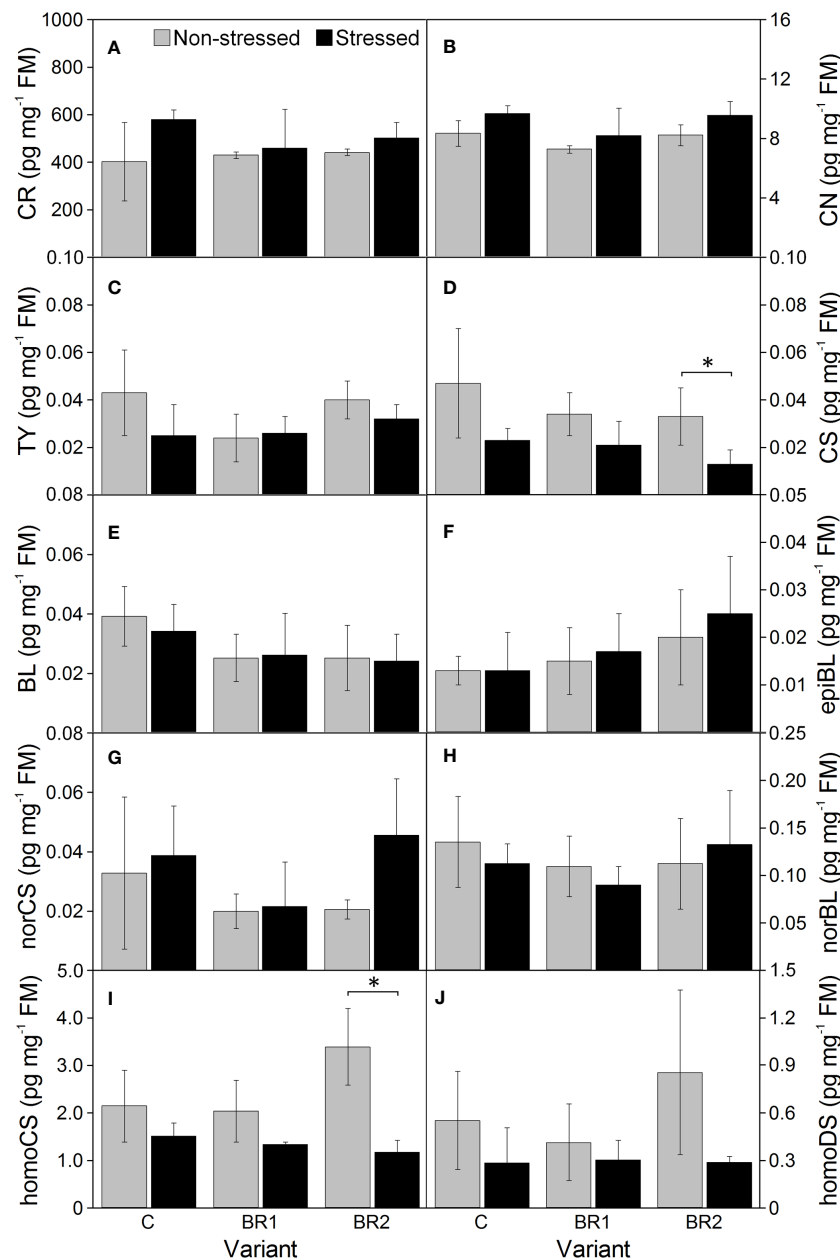 Non-stressed Stressed
A
CR (pg mg⁻¹ FM)
1000
800
600
400
200
0.10
B
CN (pg mg⁻¹ FM)
16
12
8
4
0.10
C
TY (pg mg⁻¹ FM)
0.08
0.06
0.04
0.02
0.08
D
*
CS (pg mg⁻¹ FM)
0.08
0.06
0.04
0.02
0.05
E
BL (pg mg⁻¹ FM)
0.06
0.04
0.02
0.08
F
epiBL (pg mg⁻¹ FM)
0.04
0.03
0.02
0.01
0.25
G
norCS (pg mg⁻¹ FM)
0.06
0.04
0.02
5.0
H
norBL (pg mg⁻¹ FM)
0.20
0.15
0.10
0.05
1.5
I
*
homoCS (pg mg⁻¹ FM)
4.0
3.0
2.0
1.0
0
J
homoDS (pg mg⁻¹ FM)
1.2
0.9
0.6
0.3
0
C BR1 BR2
C BR1 BR2
Variant
Variant